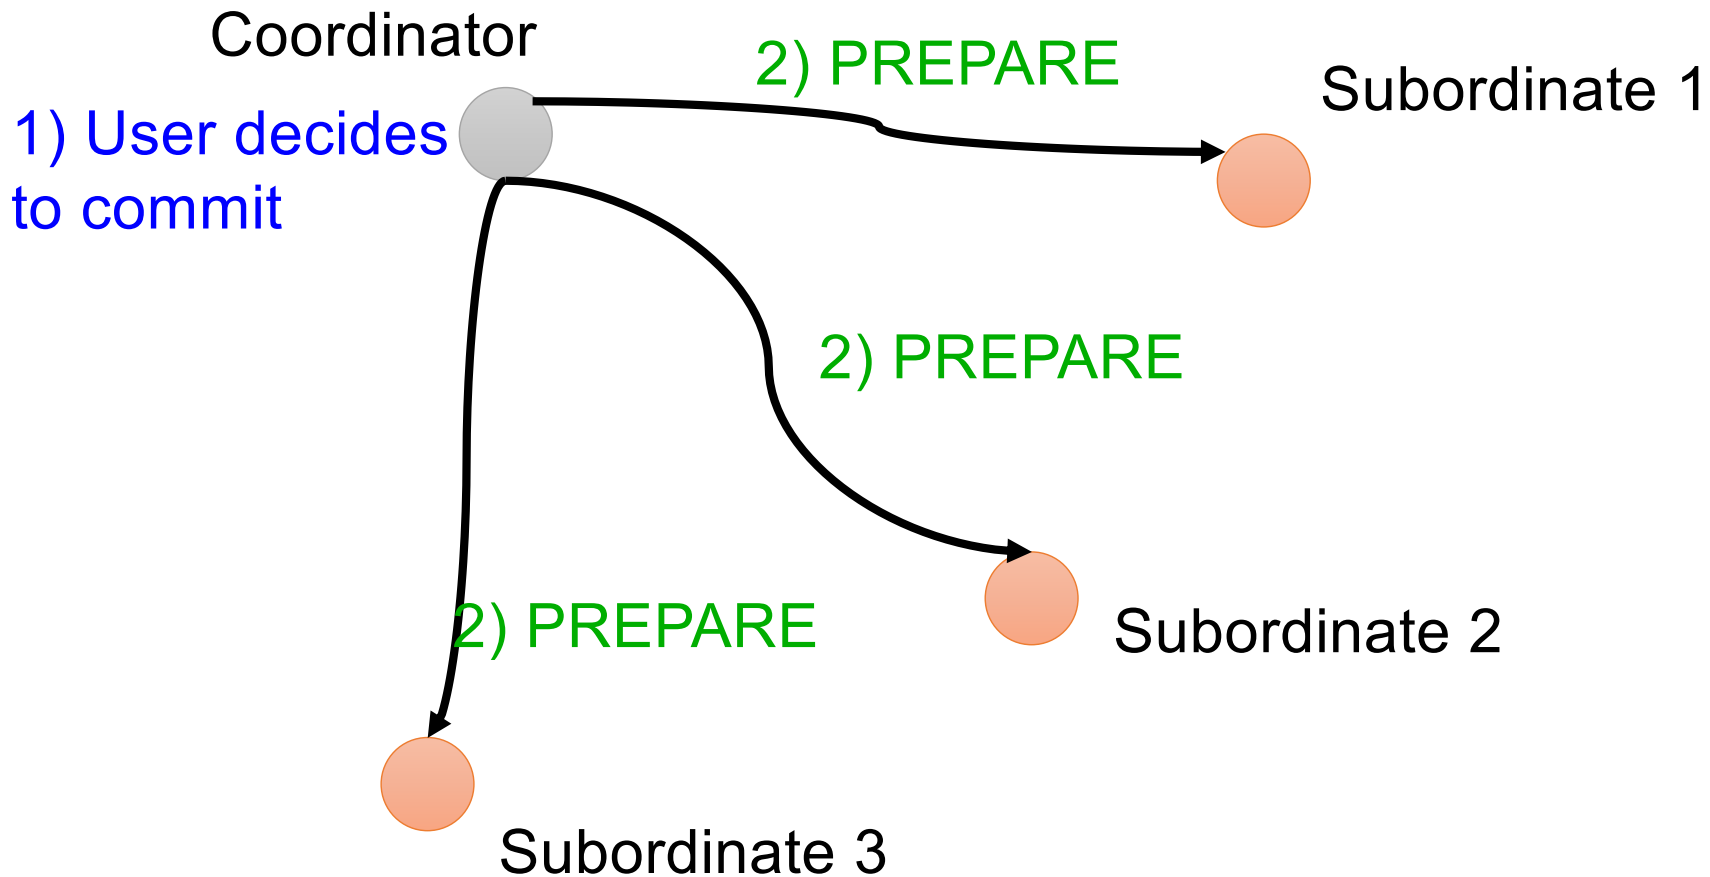 Coordinator
2) PREPARE
Subordinate 1
1) User decides
to commit
2) PREPARE
2) PREPARE
Subordinate 2
Subordinate 3